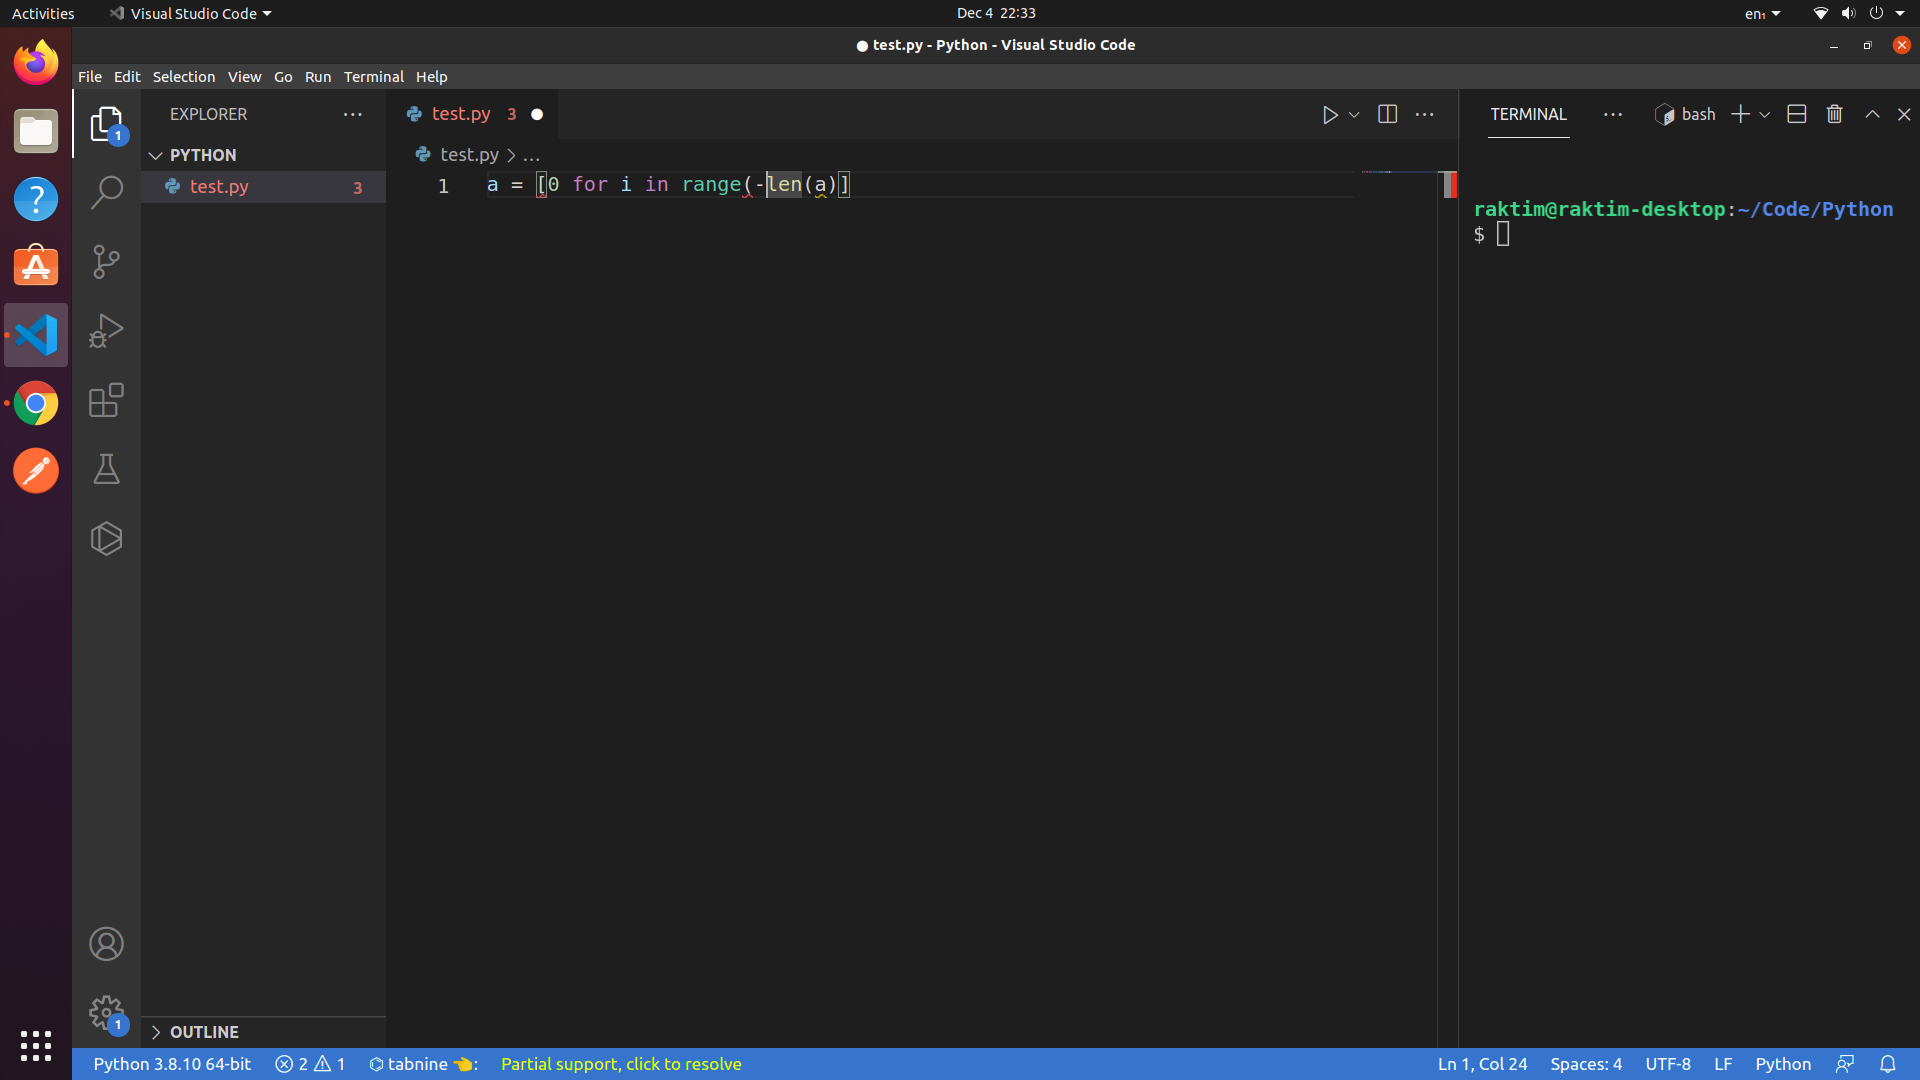 Activities Visual Studio Code Dec 4 22:33 en₁
test.py - Python - Visual Studio Code
File Edit Selection View Go Run Terminal Help
EXPLORER
PYTHON
test.py 3
OUTLINE
1
1
test.py 3
test.py > ...
1 a = [0 for i in range(-len(a)]
TERMINAL bash
raktim@raktim-desktop:~/Code/Python
$
Python 3.8.10 64-bit 2 1 tabnine 👈: Partial support, click to resolve Ln 1, Col 24 Spaces: 4 UTF-8 LF Python